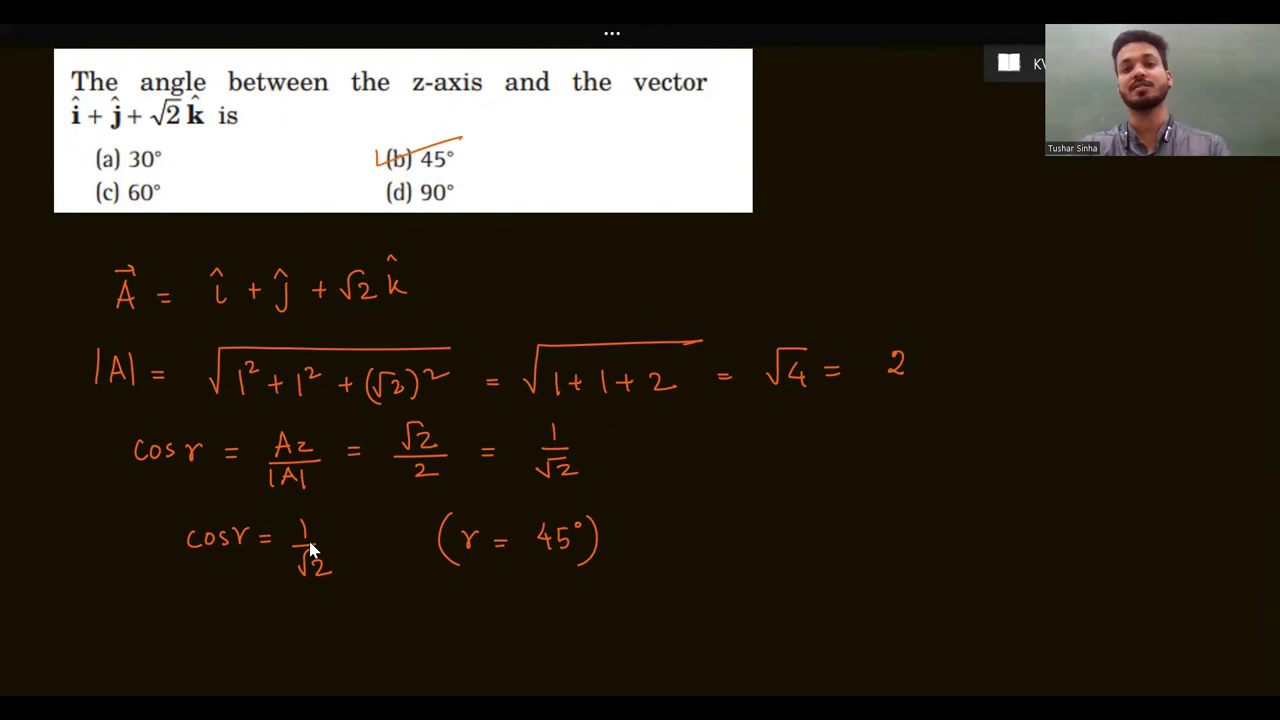 ...
KV
Tushar Sinha
The angle between the z-axis and the vector
î + ĵ + √2 k̂ is
(a) 30° (b) 45°
(c) 60° (d) 90°
A⃗ = î + ĵ + √2 k̂
|A| = √(1² + 1² + (√2)²) = √(1 + 1 + 2) = √4 = 2
cos r = Az/|A| = √2/2 = 1/√2
cos r = 1/√2 (r = 45°)